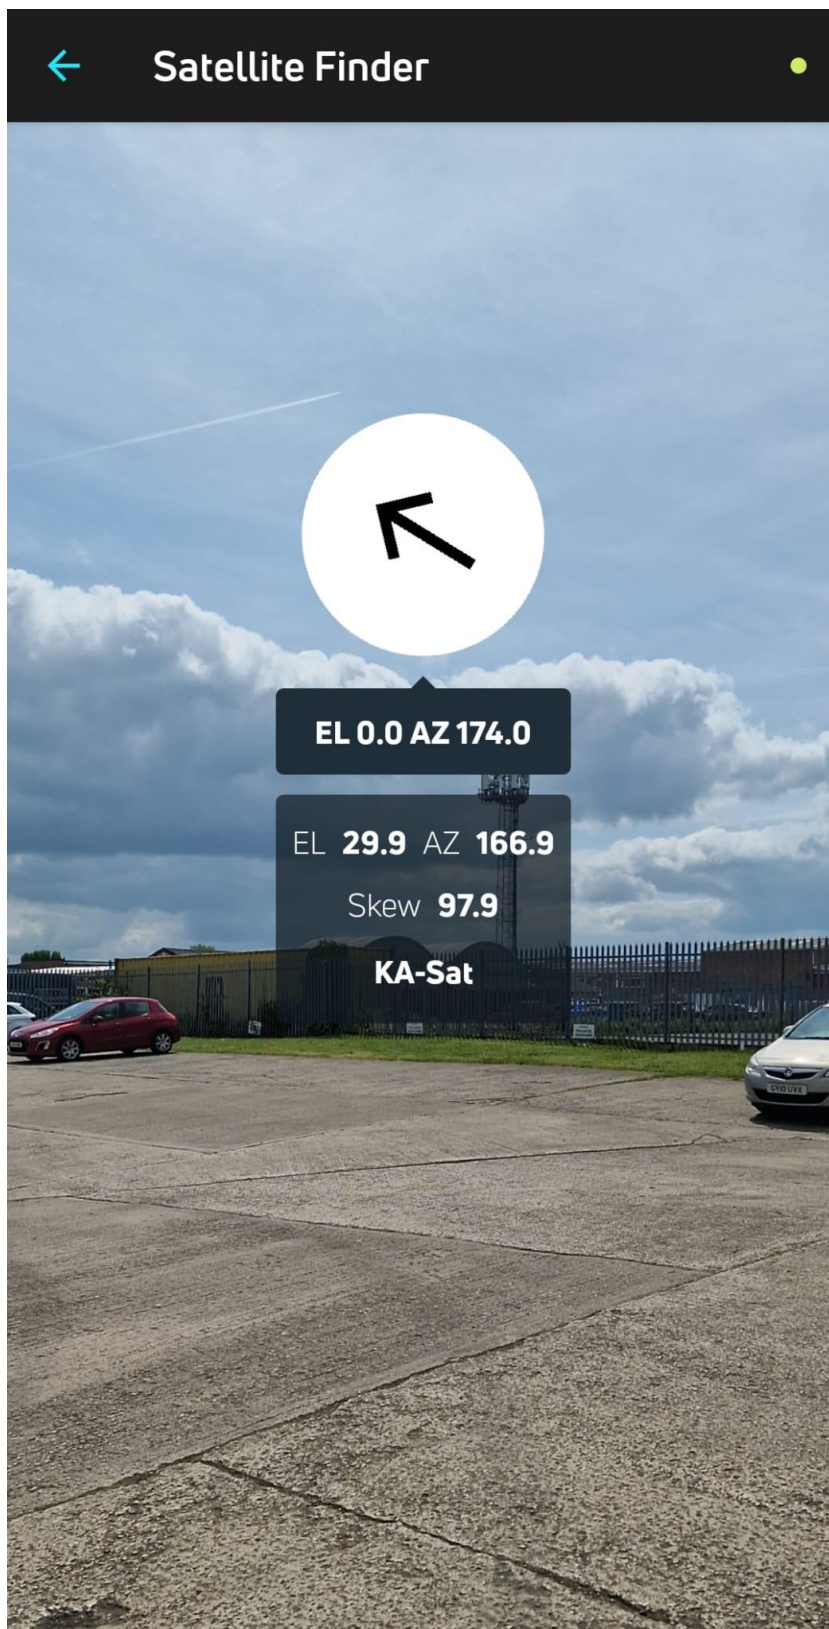 Satellite Finder
EL 0.0 AZ 174.0
EL 29.9 AZ 166.9
Skew 97.9
KA-Sat